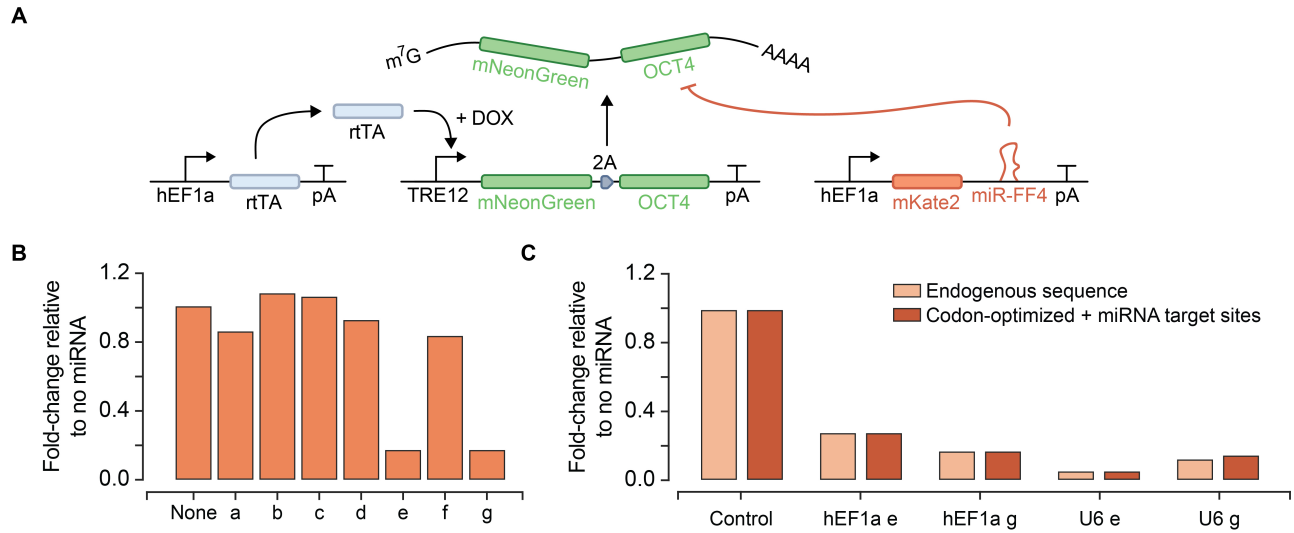 A
m7G
mNeonGreen
OCT4
AAAA
rtTA
+ DOX
2A
hEF1a
rtTA
pA
TRE12
mNeonGreen
OCT4
pA
hEF1a
mKate2
miR-FF4
pA
B
Fold-change relative
to no miRNA
1.2
0.8
0.4
0.0
None a b c d e f g
C
Fold-change relative
to no miRNA
1.2
0.8
0.4
0.0
Endogenous sequence
Codon-optimized + miRNA target sites
Control hEF1a e hEF1a g U6 e U6 g